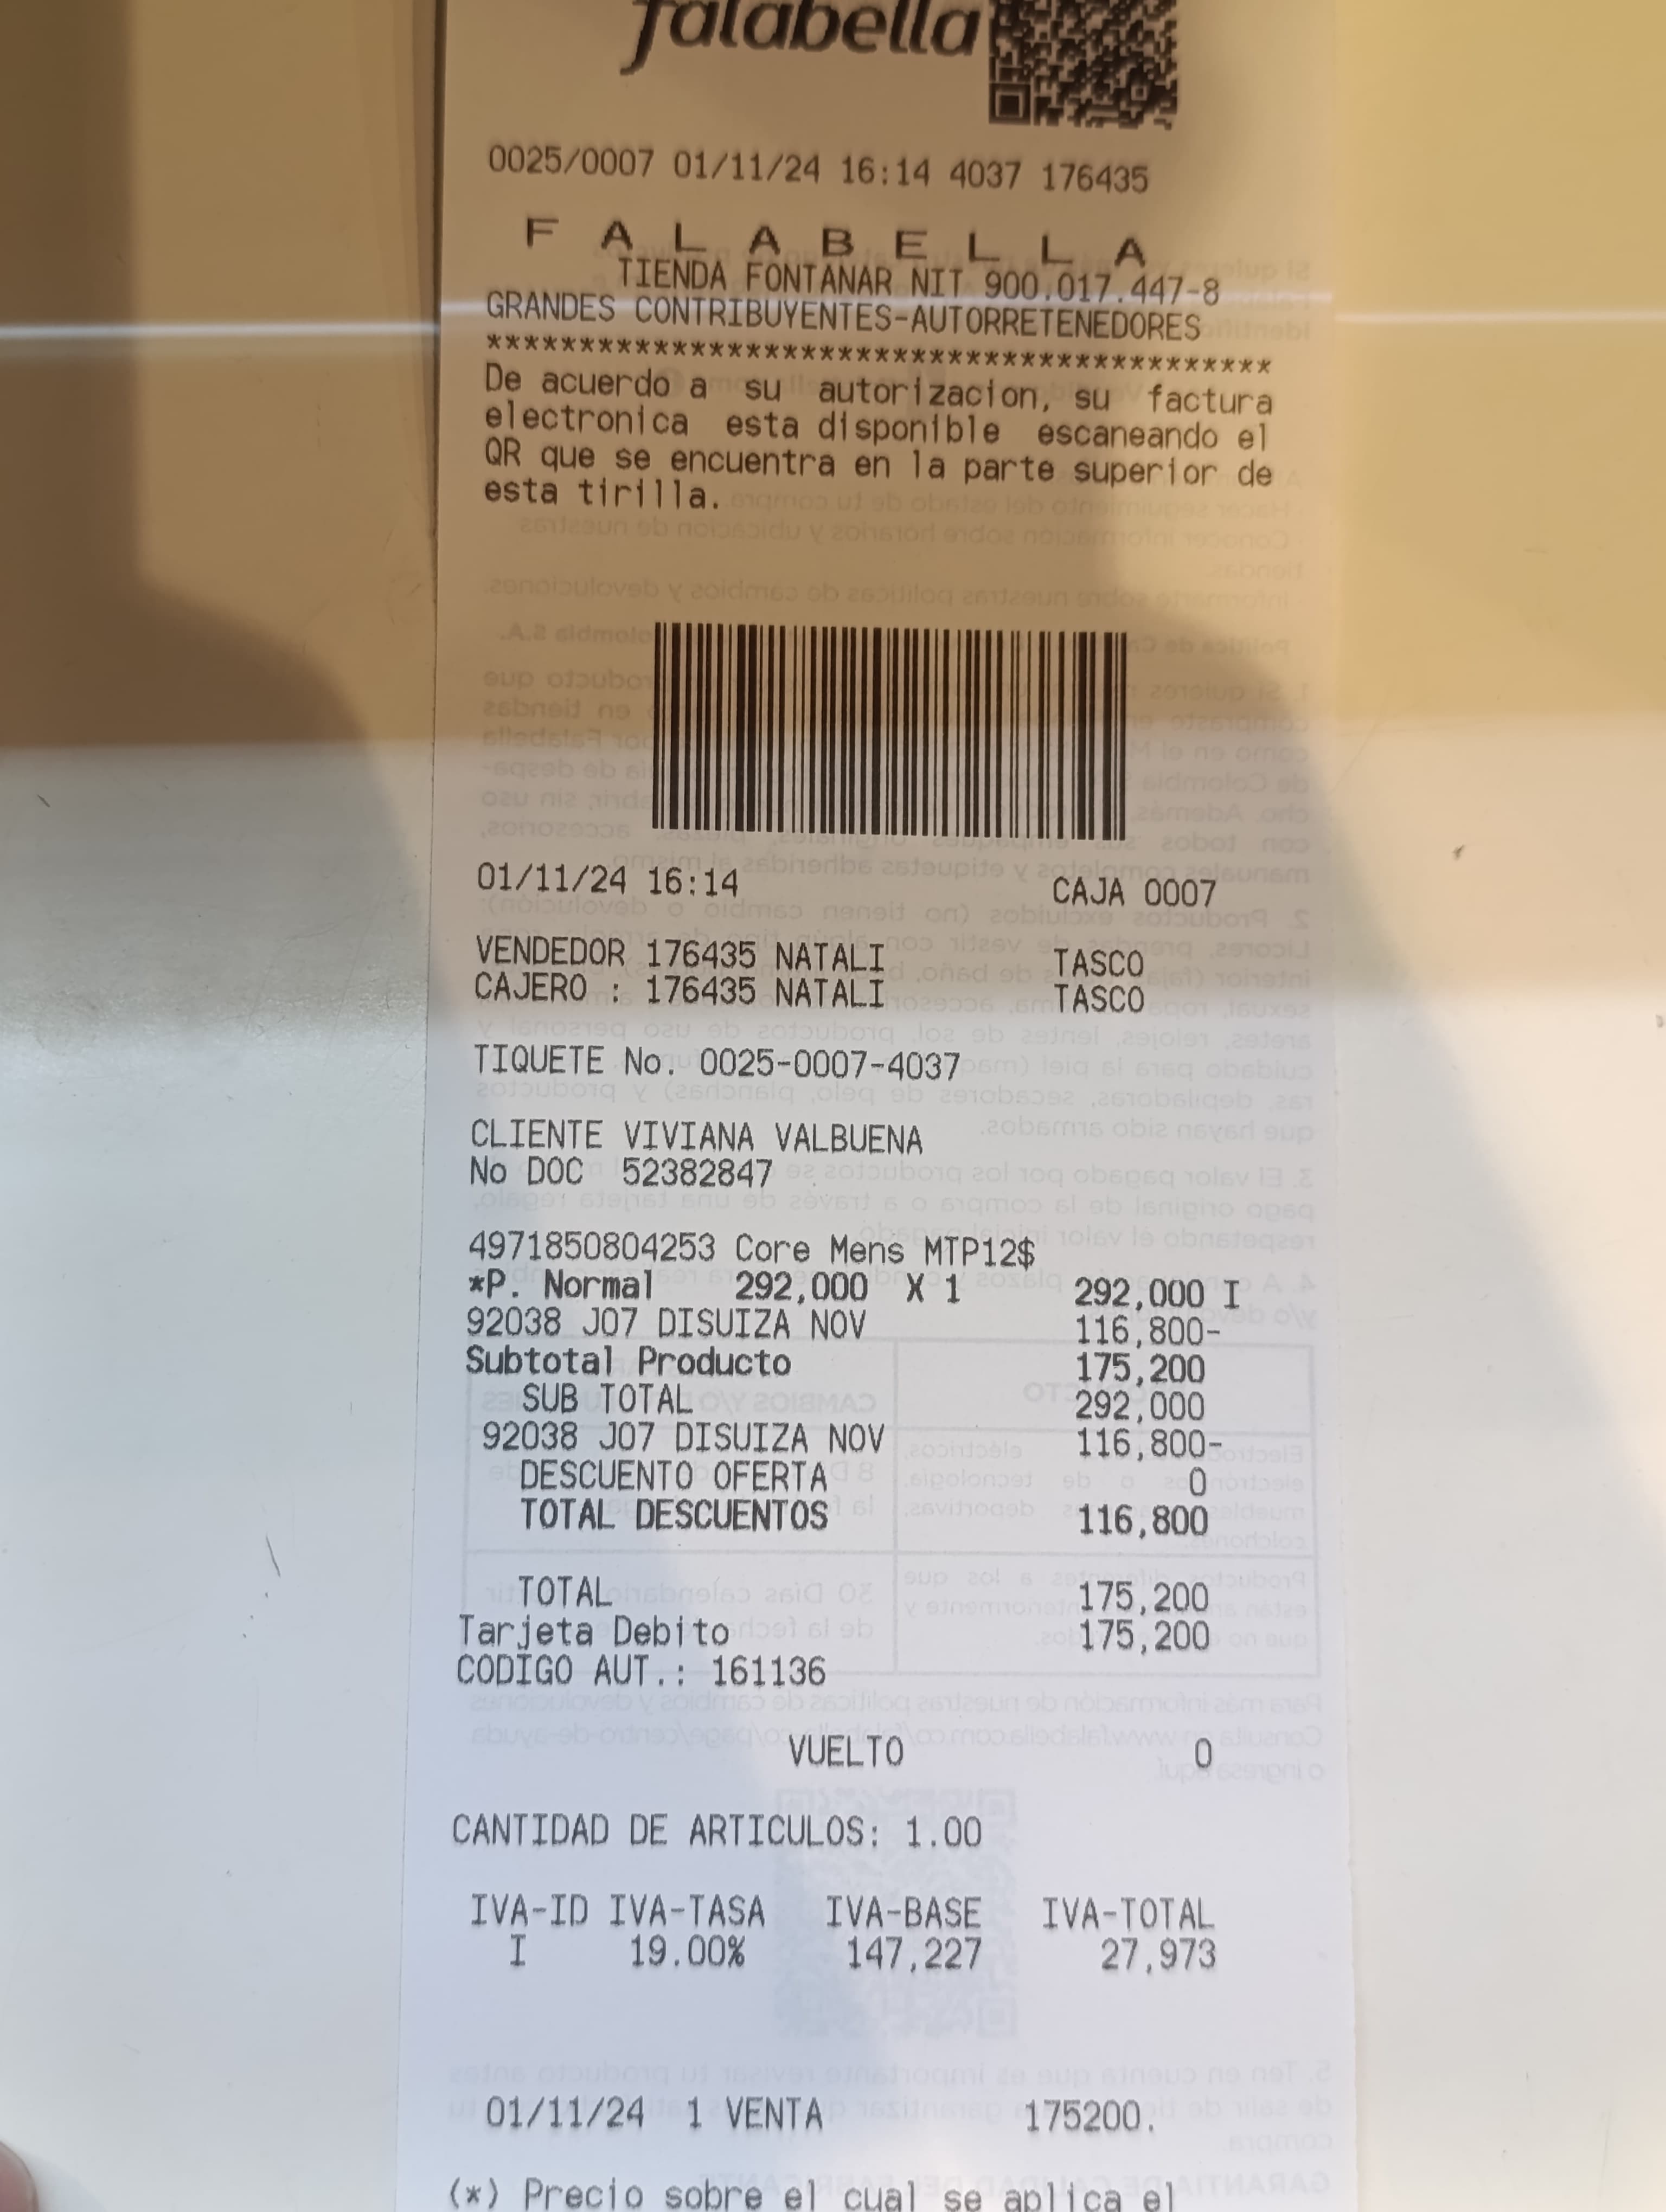 falabella
0025/0007 01/11/24 16:14 4037 176435
F A L A B E L L A
TIENDA FONTANAR NIT 900.017.447-8
GRANDES CONTRIBUYENTES-AUTORRETENEDORES
******************************************
De acuerdo a su autorizacion, su factura
electronica esta disponible escaneando el
QR que se encuentra en la parte superior de
esta tirilla.
01/11/24 16:14 CAJA 0007
VENDEDOR 176435 NATALI TASCO
CAJERO : 176435 NATALI TASCO
TIQUETE No. 0025-0007-4037
CLIENTE VIVIANA VALBUENA
No DOC 52382847
4971850804253 Core Mens MTP12$
*P. Normal 292,000 X 1 292,000 I
92038 J07 DISUIZA NOV 116,800-
Subtotal Producto 175,200
SUB TOTAL 292,000
92038 J07 DISUIZA NOV 116,800-
DESCUENTO OFERTA 0
TOTAL DESCUENTOS 116,800
TOTAL 175,200
Tarjeta Debito 175,200
CODIGO AUT.: 161136
VUELTO 0
CANTIDAD DE ARTICULOS: 1.00
IVA-ID IVA-TASA IVA-BASE IVA-TOTAL
I 19.00% 147,227 27,973
01/11/24 1 VENTA 175200.
(*) Precio sobre el cual se aplica el